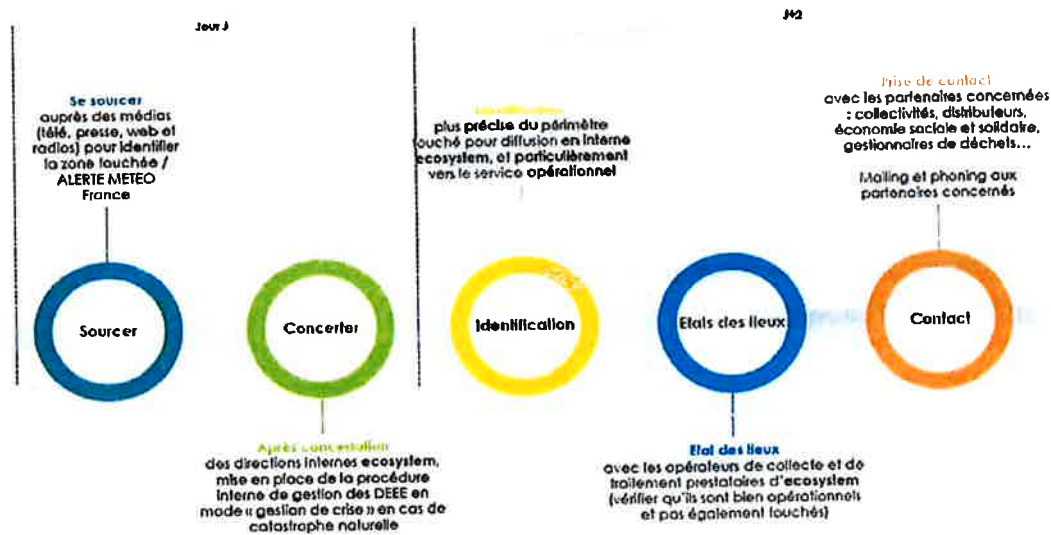 Jour J
J+2
Se sourcer
auprès des médias
(télé, presse, web et
radios) pour identifier
la zone touchée /
ALERTE METEO
France
Identification
plus précise du périmètre
touché pour diffusion en interne
ecosystem, et particulièrement
vers le service opérationnel
Prise de contact
avec les partenaires concernées
: collectivités, distributeurs,
économie sociale et solidaire,
gestionnaires de déchets...
Mailing et phoning aux
partenaires concernés
Sourcer
Concerter
Identification
Etats des lieux
Contact
Après concertation
des directions internes ecosystem,
mise en place de la procédure
interne de gestion des DEEE en
mode « gestion de crise » en cas de
catastrophe naturelle
Etat des lieux
avec les opérateurs de collecte et de
traitement prestataires d'ecosystem
(vérifier qu'ils sont bien opérationnels
et pas également touchés)